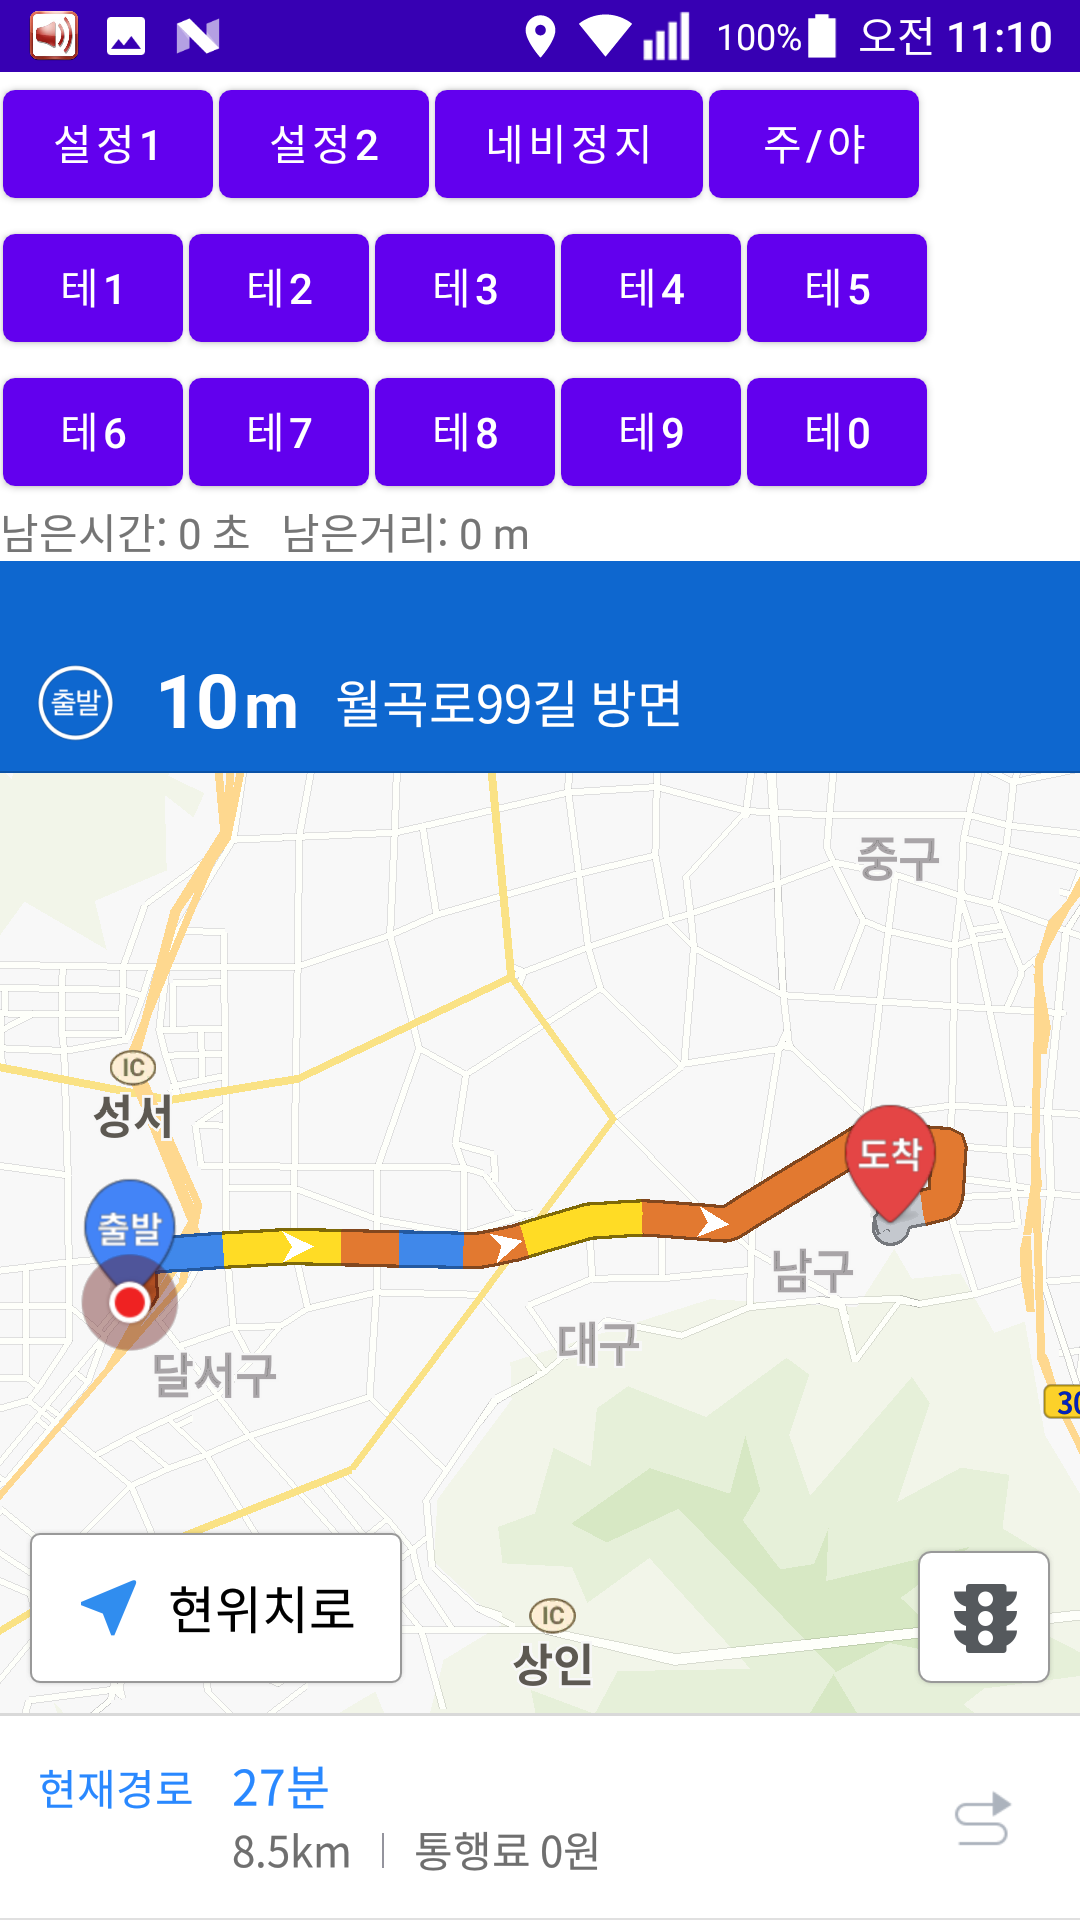 100% 오전 11:10
설정1 설정2 네비정지 주/야
테1 테2 테3 테4 테5
테6 테7 테8 테9 테0
남은시간: 0 초 남은거리: 0 m
출발 10m 월곡로99길 방면
중구
IC
성서
도착
출발
남구
대구
달서구
30
현위치로
IC
상인
현재경로 27분
8.5km 통행료 0원